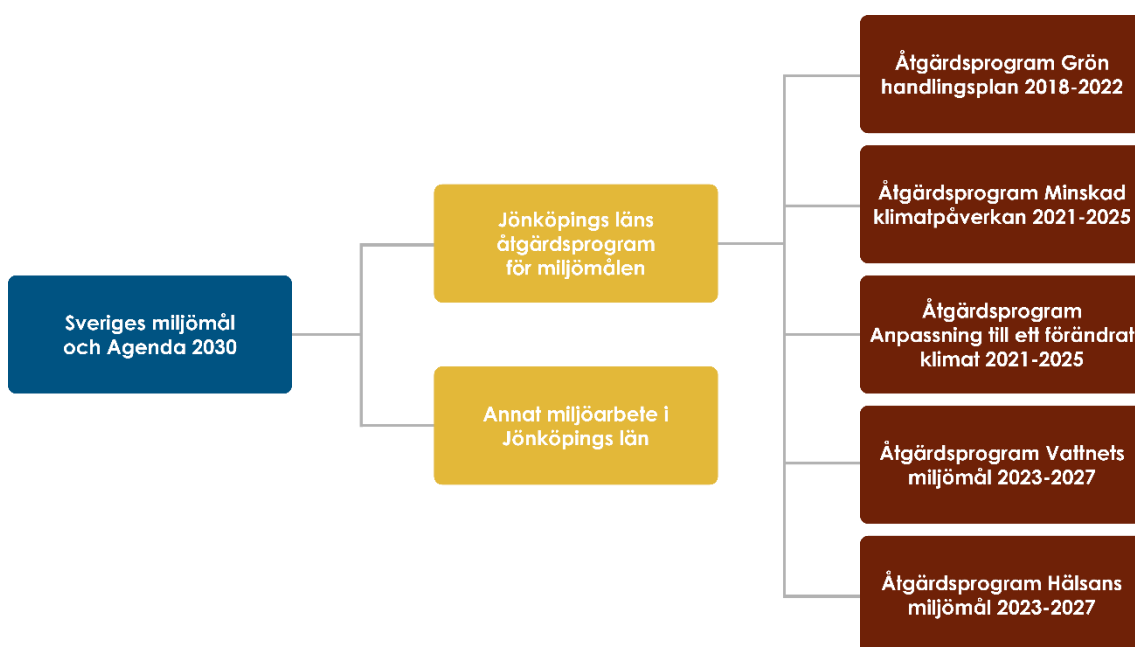 Sveriges miljömål
och Agenda 2030
Jönköpings läns
åtgärdsprogram
för miljömålen
Annat miljöarbete i
Jönköpings län
Åtgärdsprogram Grön
handlingsplan 2018-2022
Åtgärdsprogram Minskad
klimatpåverkan 2021-2025
Åtgärdsprogram
Anpassning till ett förändrat
klimat 2021-2025
Åtgärdsprogram Vattnets
miljömål 2023-2027
Åtgärdsprogram Hälsans
miljömål 2023-2027